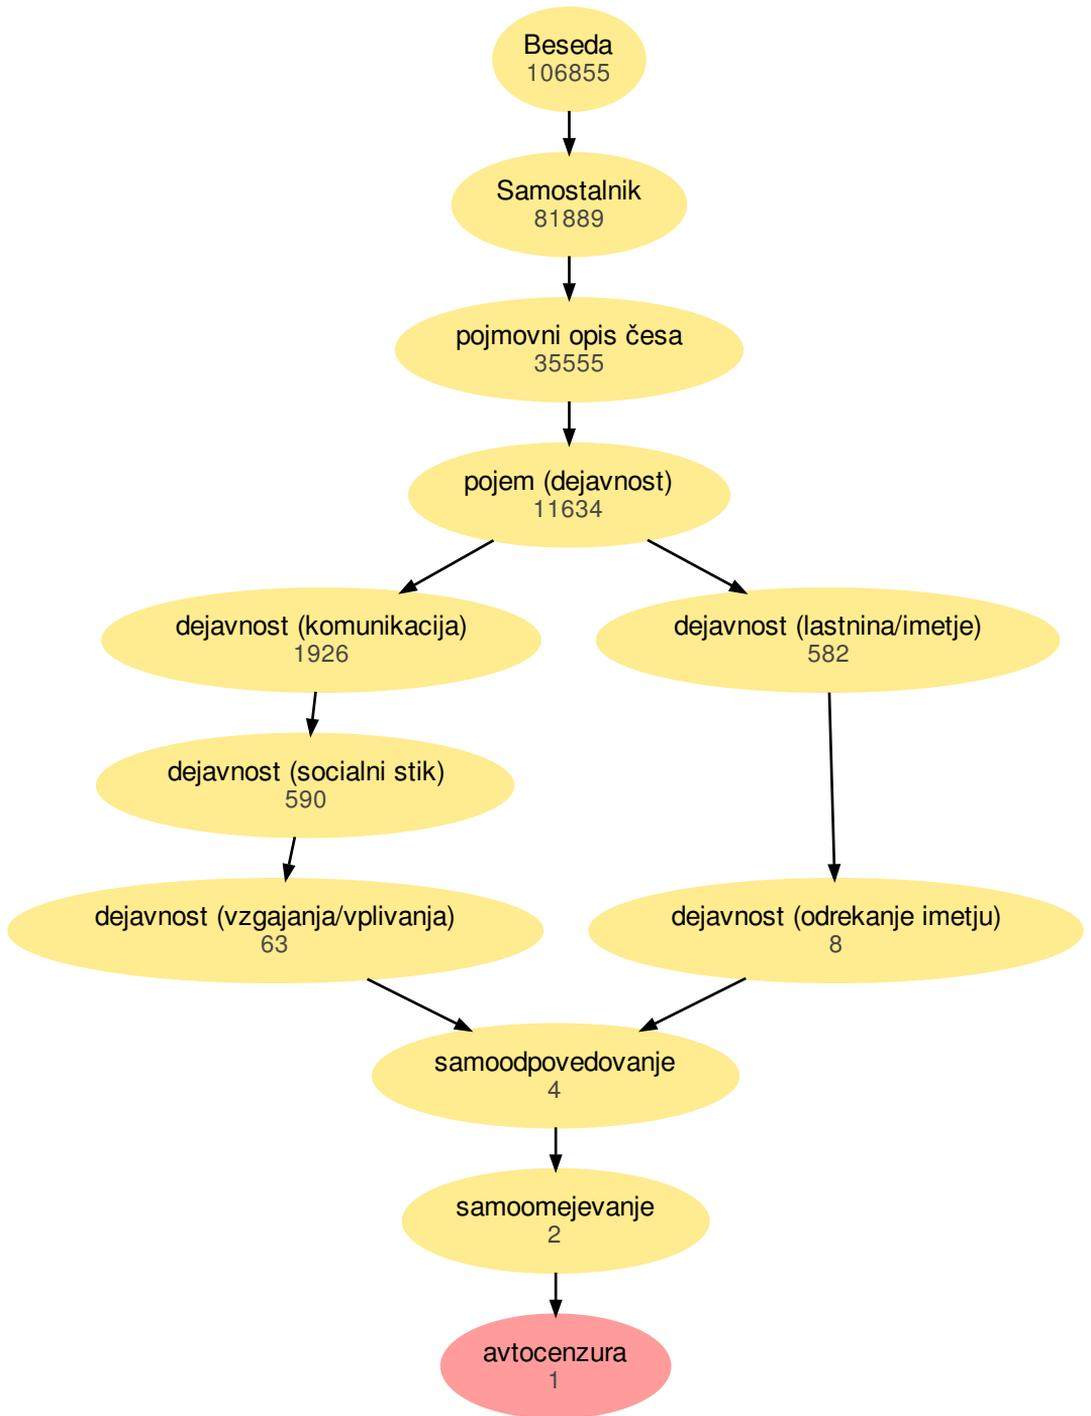 Beseda
106855
Samostalnik
81889
pojmovni opis česa
35555
pojem (dejavnost)
11634
dejavnost (komunikacija)
1926
dejavnost (lastnina/imetje)
582
dejavnost (socialni stik)
590
dejavnost (vzgajanja/vplivanja)
63
dejavnost (odrekanje imetju)
8
samoodpovedovanje
4
samoomejevanje
2
avtocenzura
1